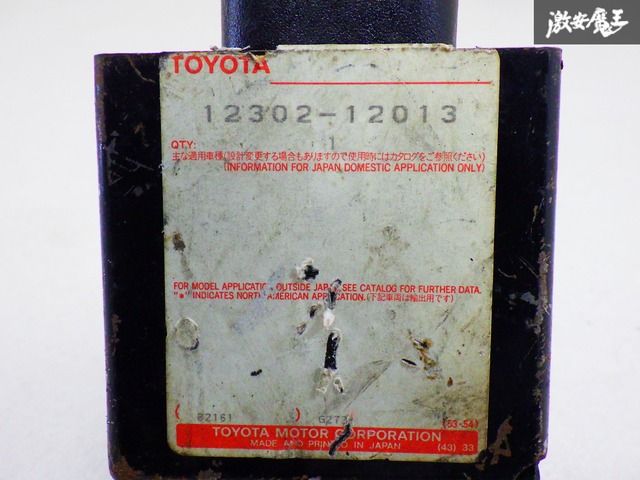 激安魔王
TOYOTA
12302-12013
QTY: 1
主な適用車種(設計変更する場合もありますので使用時にはカタログをご参照ください)
(INFORMATION FOR JAPAN DOMESTIC APPLICATION ONLY)
FOR MODEL APPLICATION OUTSIDE JAPAN, SEE CATALOG FOR FURTHER DATA.
"*" INDICATES NORTH AMERICAN APPLICATION. (下記車両は輸出用です)
( 82161 ) G273 (53-54)
TOYOTA MOTOR CORPORATION
MADE AND PRINTED IN JAPAN (43) 33